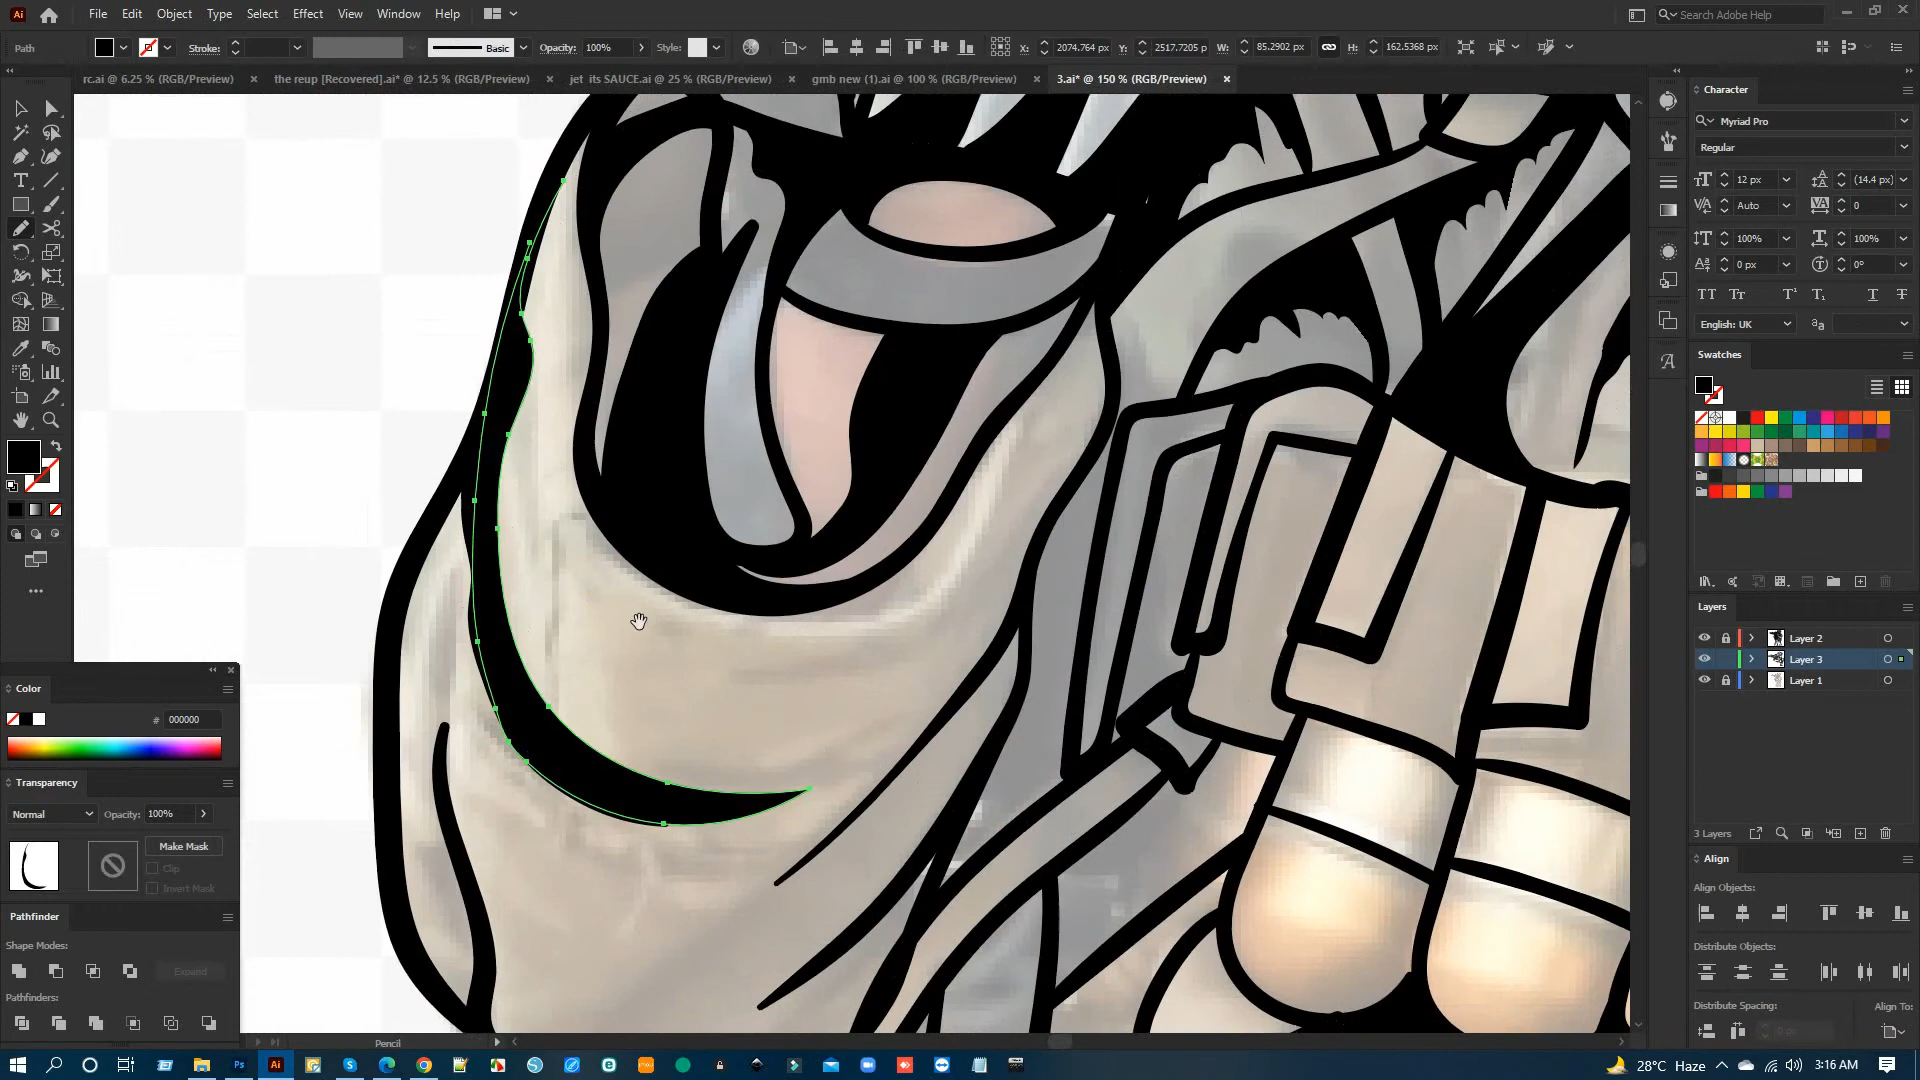 Ai File Edit Object Type Select Effect View Window Help Search Adobe Help
Path Stroke: Basic Opacity: 100% Style: X: 2074.764 px Y: 2517.7205 p W: 85.2902 px H: 162.5368 px
rc.ai @ 6.25 % (RGB/Preview) × the reup [Recovered].ai* @ 12.5 % (RGB/Preview) × jet its SAUCE.ai @ 25 % (RGB/Preview) × gmb new (1).ai @ 100 % (RGB/Preview) × 3.ai* @ 150 % (RGB/Preview) ×
Character
Myriad Pro
Regular
12 px (14.4 px)
Auto 0
100% 100%
0 px 0°
English: UK
Swatches
Layers
Layer 2
Layer 3
Layer 1
3 Layers
Align
Align Objects:
Distribute Objects:
Distribute Spacing: Align To:
0 px
Color
# 000000
Transparency
Normal Opacity: 100%
Make Mask
Clip
Invert Mask
Pathfinder
Shape Modes:
Expand
Pathfinders:
Pencil
Ps Ai 28°C Haze 3:16 AM